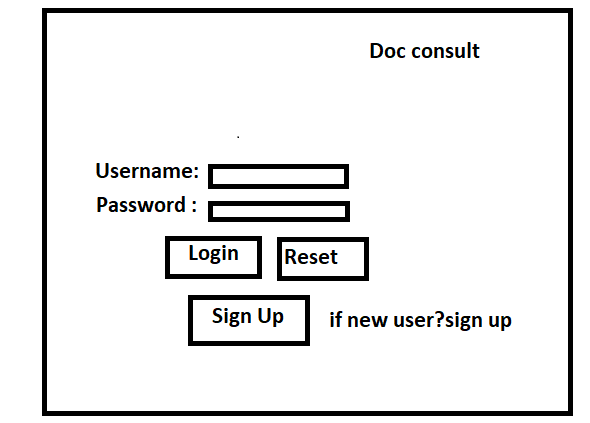 Doc consult
Username:
Password :
Login Reset
Sign Up if new user?sign up